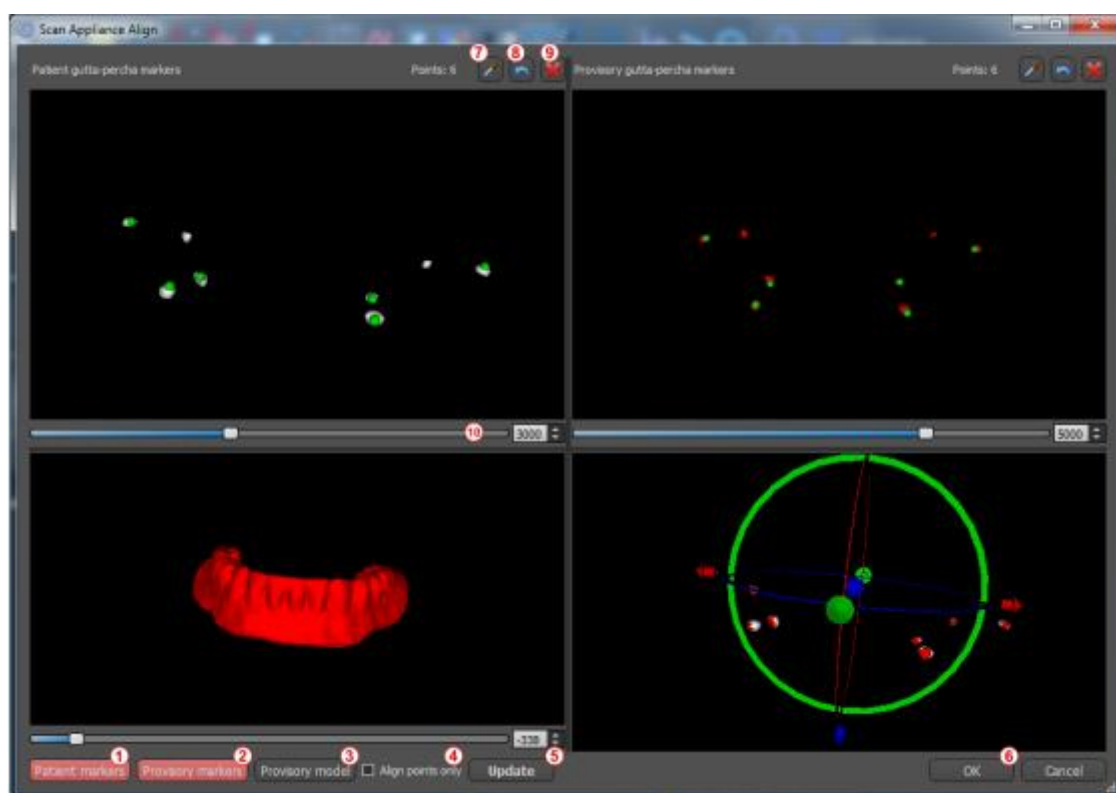 Scan Appliance Align
7 8 9
Patient gutta-percha markers Points: 6 Provisory gutta-percha markers Points: 6
10 3000 5000
-338
1 2 3 4 5 6
Patient markers Provisory markers Provisory model Align points only Update OK Cancel